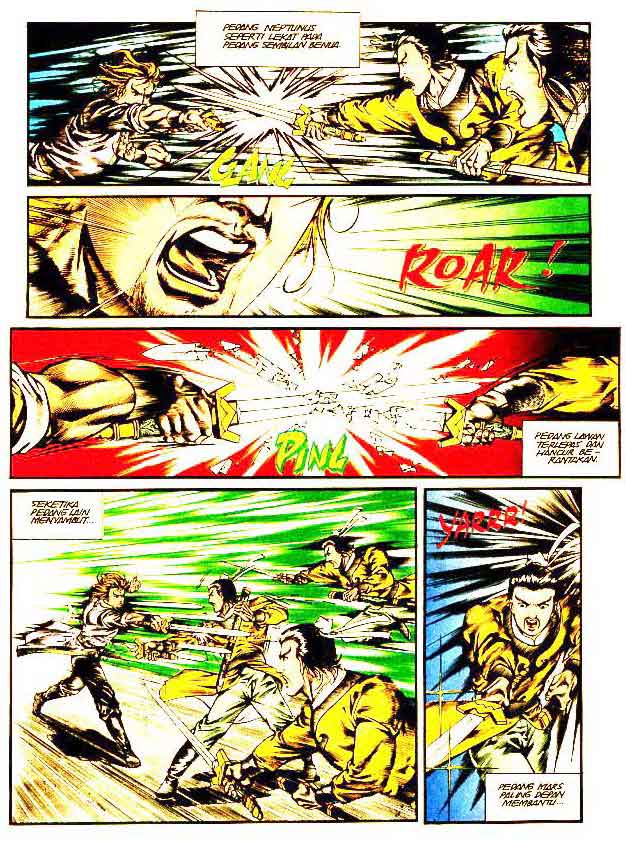 PEDANG NEPTUNUS
SEPERTI LEKAT PADA
PEDANG SEMBILAN BENUA.
CLANG
ROAR!
PING
PEDANG LAWAN
TERLEPAS DAN
HANCUR BE-
RANTAKAN.
SEKETIKA
PEDANG LAIN
MENYAMBUT...
YARRR!
PEDANG MARS
PALING DEPAN
MEMBANTU...